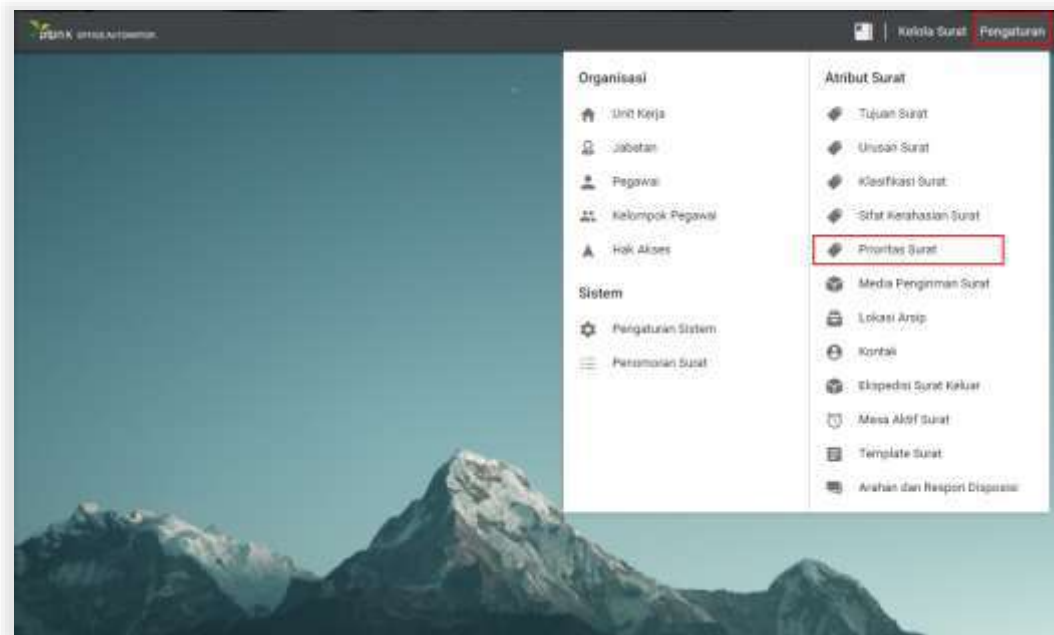 OFFICE AUTOMATION
Kelola Surat
Pengaturan
Organisasi
Unit Kerja
Jabatan
Pegawai
Kelompok Pegawai
Hak Akses
Sistem
Pengaturan Sistem
Penomoran Surat
Atribut Surat
Tujuan Surat
Urusan Surat
Klasifikasi Surat
Sifat Kerahasian Surat
Prioritas Surat
Media Pengiriman Surat
Lokasi Arsip
Kontak
Ekspedisi Surat Keluar
Masa Aktif Surat
Template Surat
Arahan dan Respon Disposisi